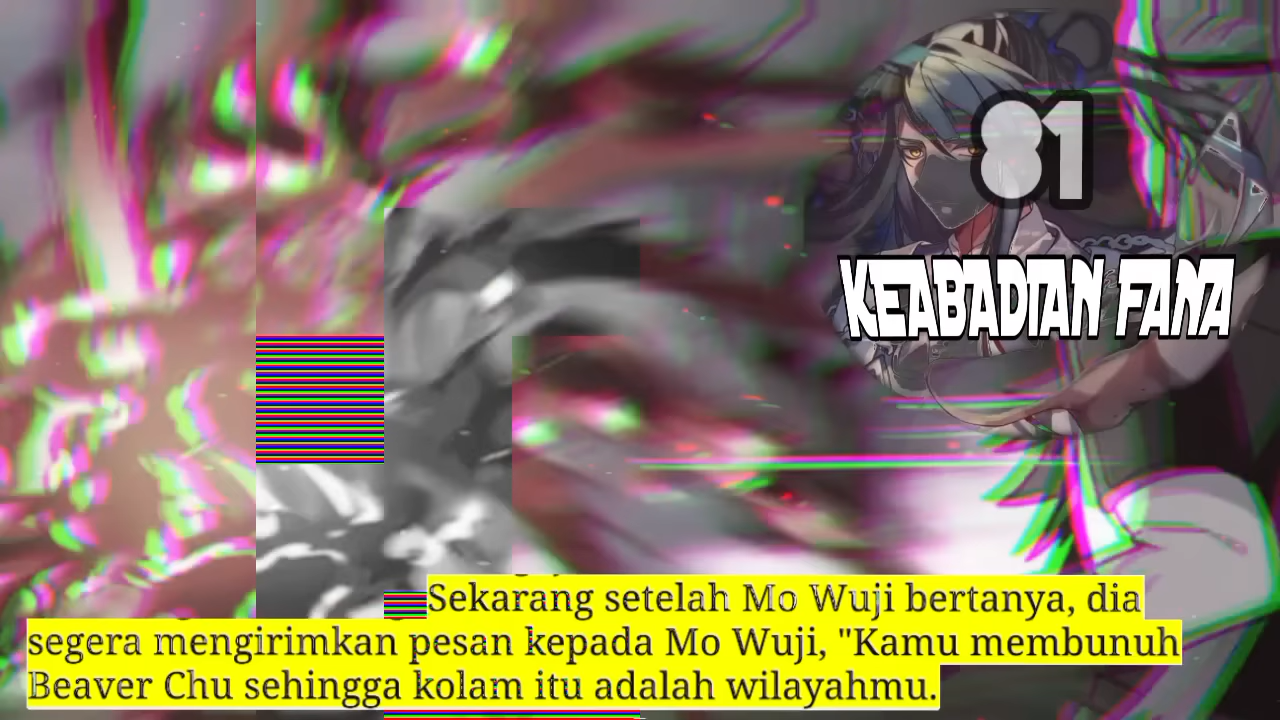 81
KEABADIAN FANA
Sekarang setelah Mo Wuji bertanya, dia
segera mengirimkan pesan kepada Mo Wuji, "Kamu membunuh
Beaver Chu sehingga kolam itu adalah wilayahmu.